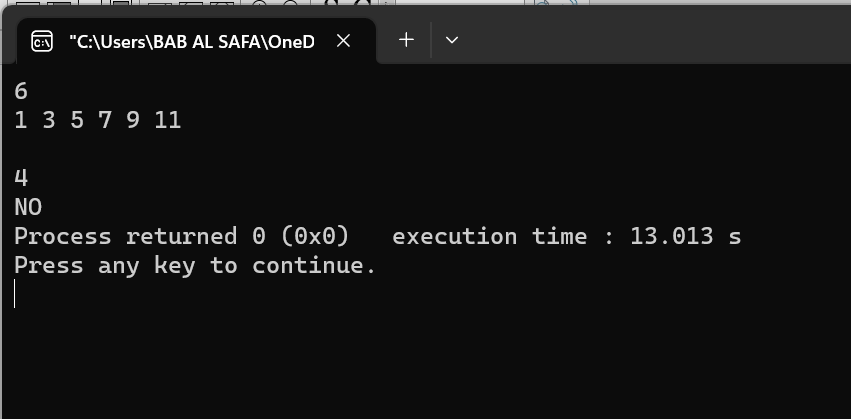 "C:\Users\BAB AL SAFA\OneD
6
1 3 5 7 9 11
4
NO
Process returned 0 (0x0)   execution time : 13.013 s
Press any key to continue.